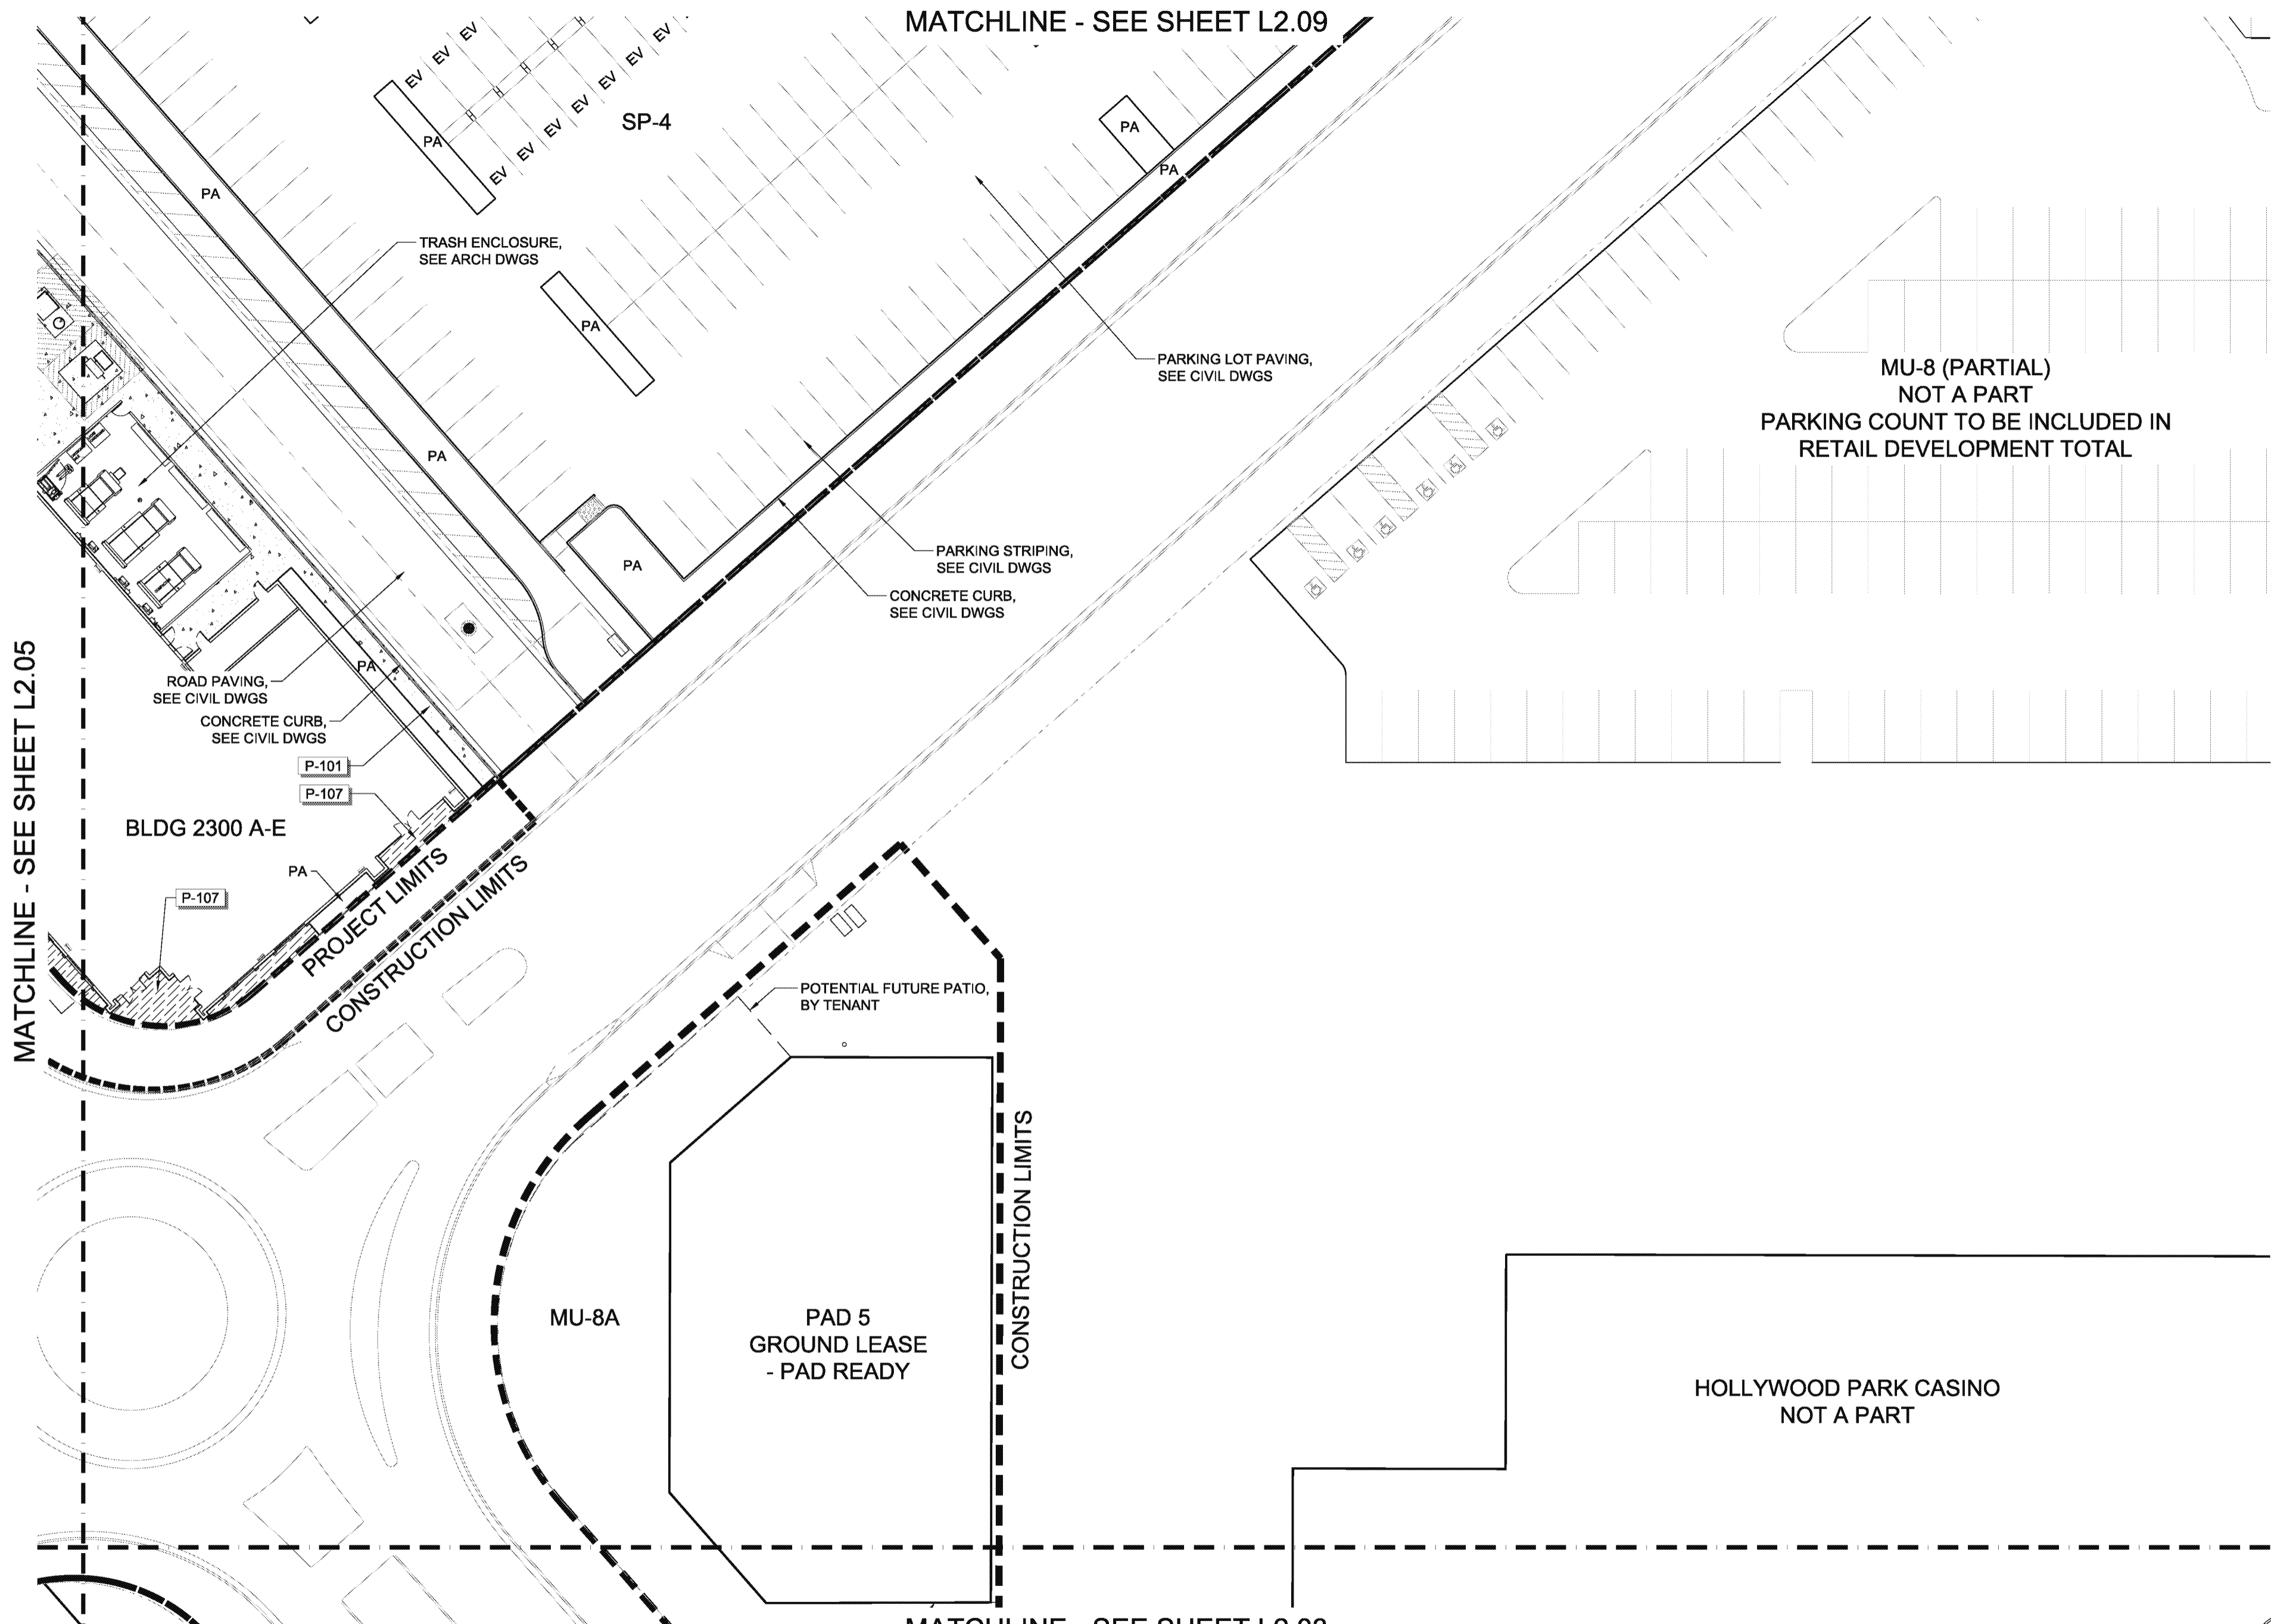 MATCHLINE - SEE SHEET L2.09
EV
EV
EV
EV
EV
EV
EV
EV
EV
EV
EV
SP-4
PA
PA
PA
PA
TRASH ENCLOSURE,
SEE ARCH DWGS
PA
PARKING LOT PAVING,
SEE CIVIL DWGS
MU-8 (PARTIAL)
NOT A PART
PARKING COUNT TO BE INCLUDED IN
RETAIL DEVELOPMENT TOTAL
PA
PARKING STRIPING,
SEE CIVIL DWGS
PA
CONCRETE CURB,
SEE CIVIL DWGS
MATCHLINE - SEE SHEET L2.05
PA
ROAD PAVING,
SEE CIVIL DWGS
CONCRETE CURB,
SEE CIVIL DWGS
P-101
P-107
BLDG 2300 A-E
PA
P-107
PROJECT LIMITS
CONSTRUCTION LIMITS
POTENTIAL FUTURE PATIO,
BY TENANT
CONSTRUCTION LIMITS
MU-8A
PAD 5
GROUND LEASE
- PAD READY
HOLLYWOOD PARK CASINO
NOT A PART